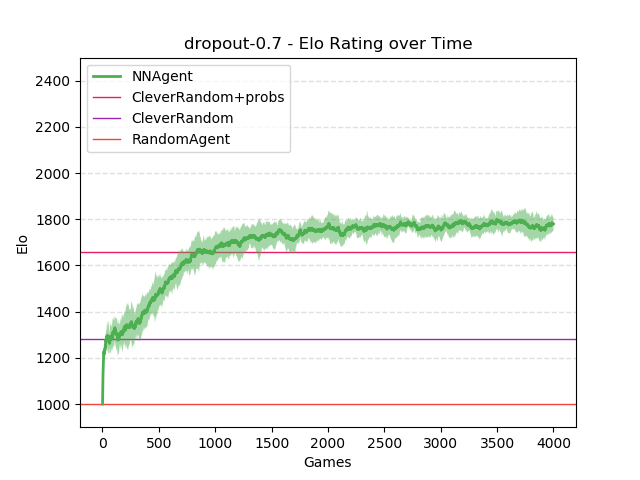 dropout-0.7 - Elo Rating over Time
NNAgent
CleverRandom+probs
CleverRandom
RandomAgent
2400
2200
2000
1800
1600
1400
1200
1000
Elo
0 500 1000 1500 2000 2500 3000 3500 4000
Games